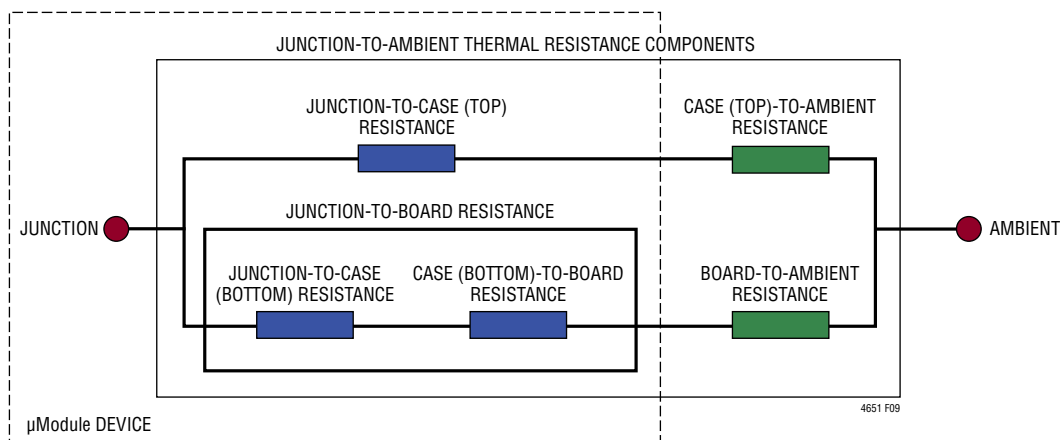 JUNCTION-TO-AMBIENT THERMAL RESISTANCE COMPONENTS
JUNCTION-TO-CASE (TOP)
RESISTANCE
CASE (TOP)-TO-AMBIENT
RESISTANCE
JUNCTION
JUNCTION-TO-BOARD RESISTANCE
AMBIENT
JUNCTION-TO-CASE
(BOTTOM) RESISTANCE
CASE (BOTTOM)-TO-BOARD
RESISTANCE
BOARD-TO-AMBIENT
RESISTANCE
4651 F09
µModule DEVICE